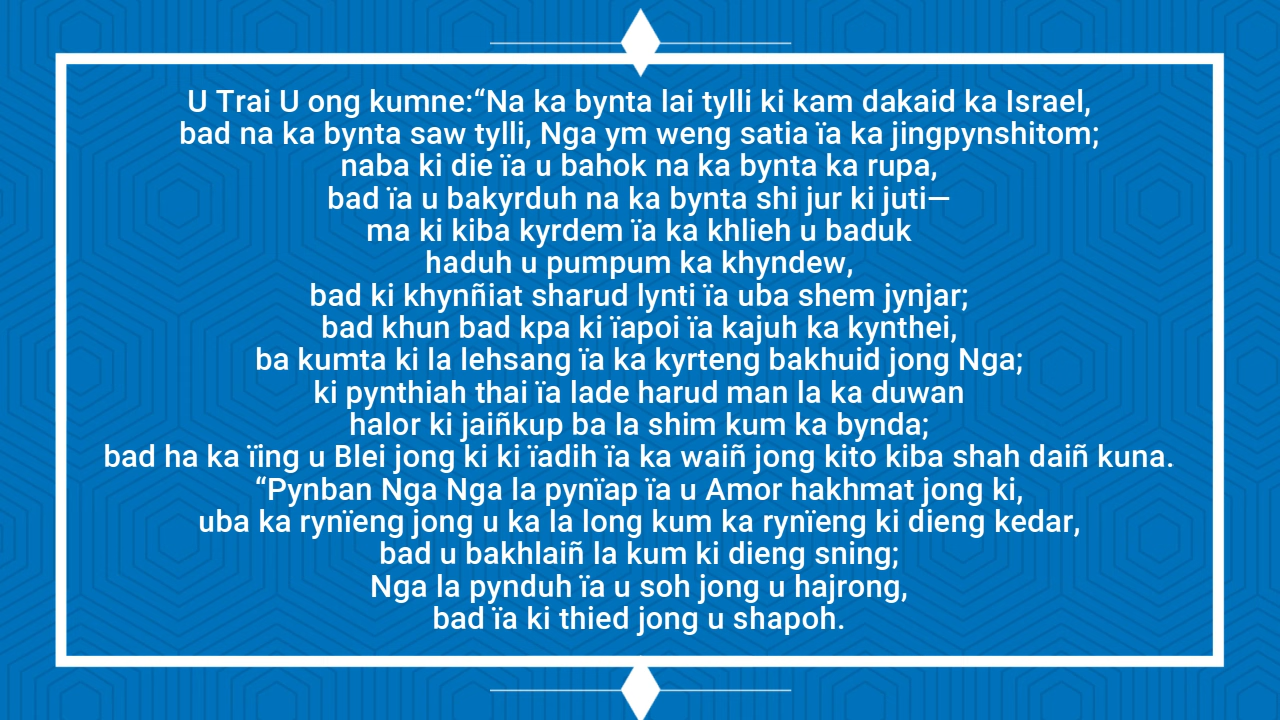 U Trai U ong kumne:“Na ka bynta lai tylli ki kam dakaid ka Israel,
bad na ka bynta saw tylli, Nga ym weng satia ïa ka jingpynshitom;
naba ki die ïa u bahok na ka bynta ka rupa,
bad ïa u bakyrduh na ka bynta shi jur ki juti—
ma ki kiba kyrdem ïa ka khlieh u baduk
haduh u pumpum ka khyndew,
bad ki khynñiat sharud lynti ïa uba shem jynjar;
bad khun bad kpa ki ïapoi ïa kajuh ka kynthei,
ba kumta ki la lehsang ïa ka kyrteng bakhuid jong Nga;
ki pynthiah thai ïa lade harud man la ka duwan
halor ki jaiñkup ba la shim kum ka bynda;
bad ha ka ïing u Blei jong ki ki ïadih ïa ka waiñ jong kito kiba shah daiñ kuna.
“Pynban Nga Nga la pynïap ïa u Amor hakhmat jong ki,
uba ka rynïeng jong u ka la long kum ka rynïeng ki dieng kedar,
bad u bakhlaiñ la kum ki dieng sning;
Nga la pynduh ïa u soh jong u hajrong,
bad ïa ki thied jong u shapoh.